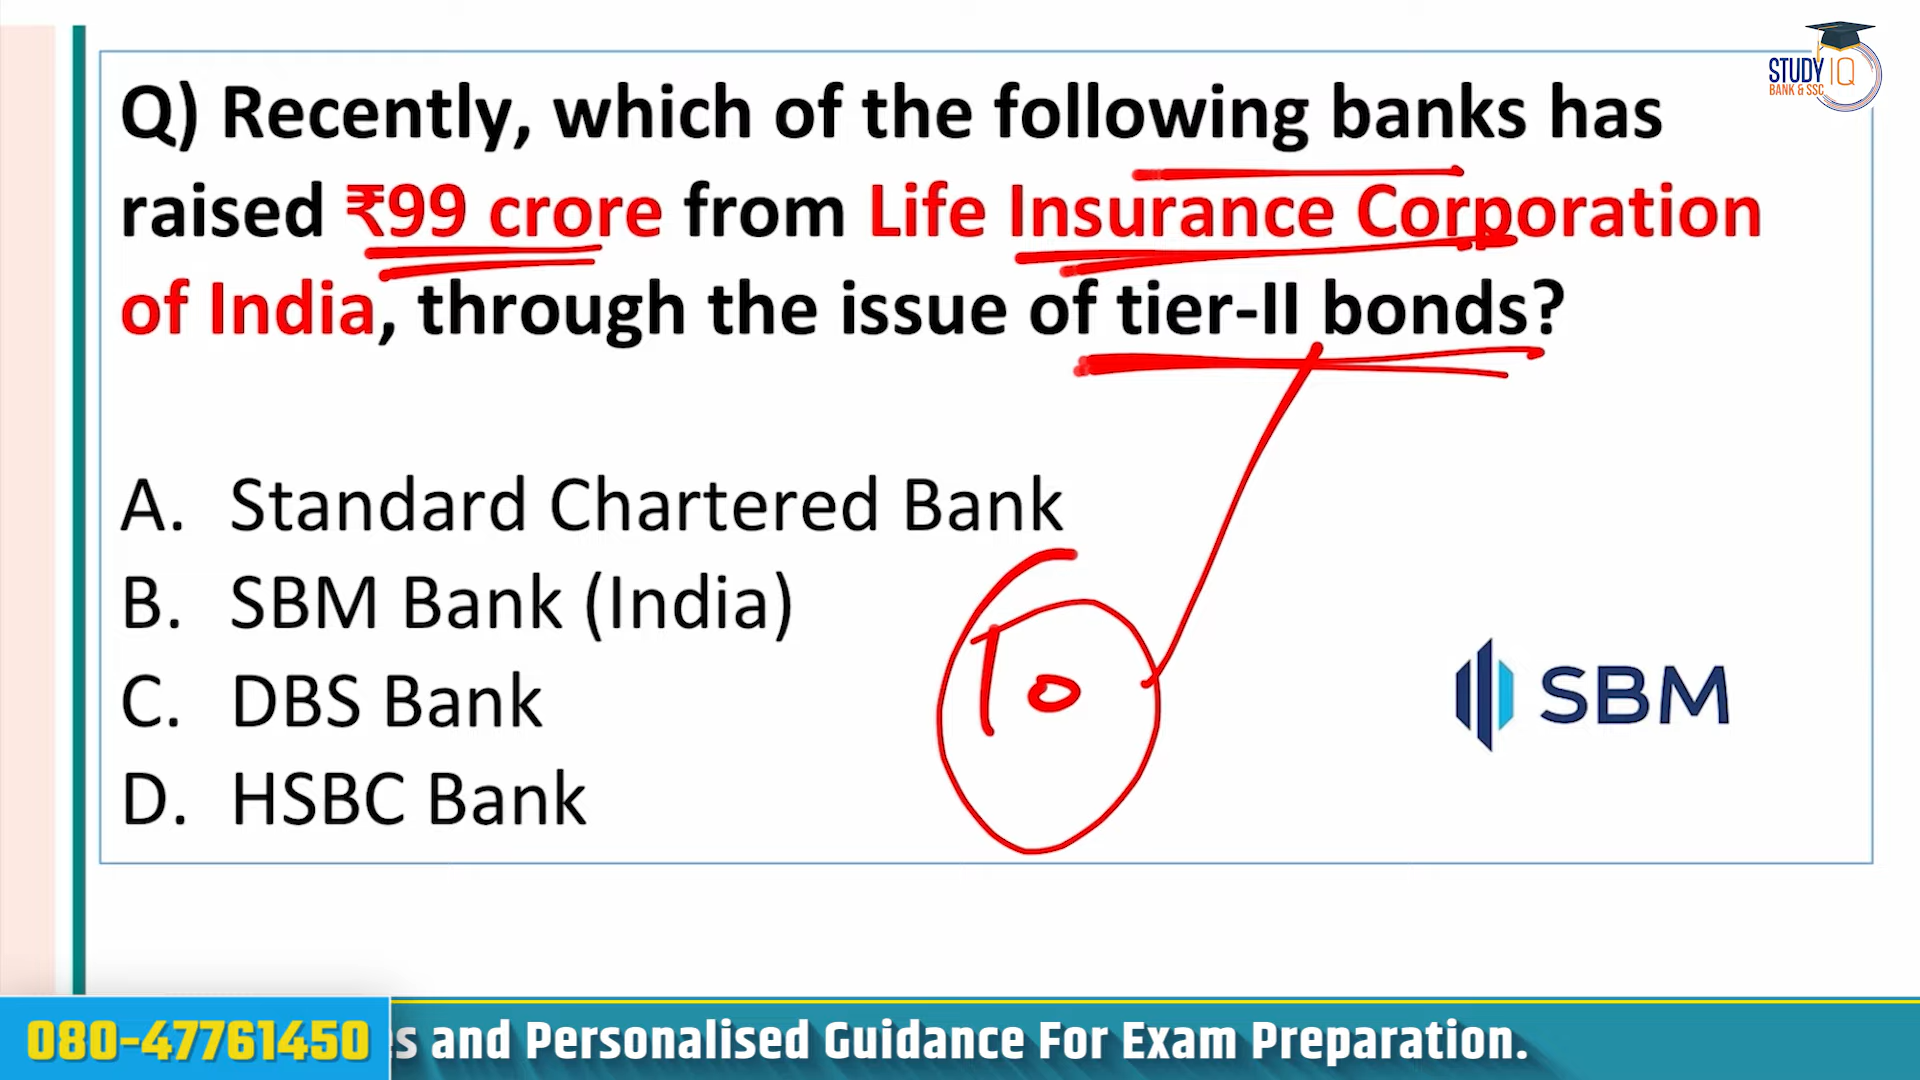 STUDY IQ
BANK & SSC
Q) Recently, which of the following banks has
raised ₹99 crore from Life Insurance Corporation
of India, through the issue of tier-II bonds?
A. Standard Chartered Bank
B. SBM Bank (India)
C. DBS Bank
D. HSBC Bank
10
SBM
080-47761450 es and Personalised Guidance For Exam Preparation.